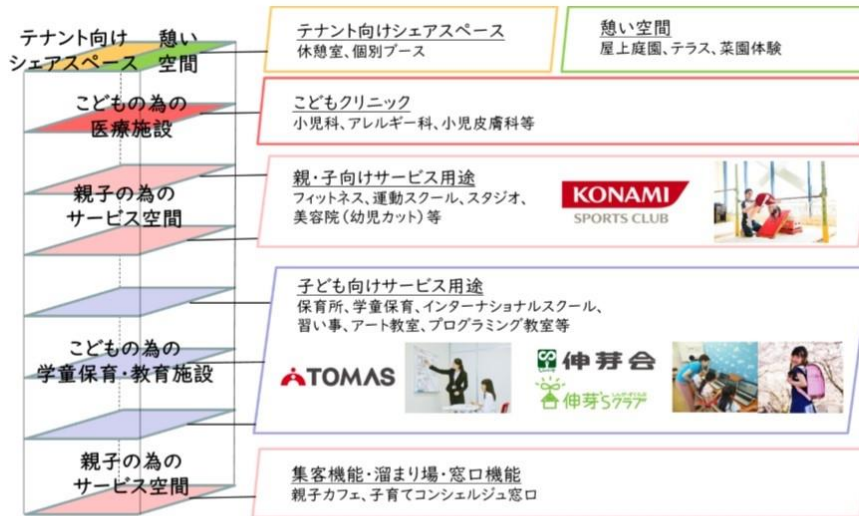 テナント向け
シェアスペース
憩い
空間
テナント向けシェアスペース
休憩室、個別ブース
憩い空間
屋上庭園、テラス、菜園体験
こどもの為の
医療施設
こどもクリニック
小児科、アレルギー科、小児皮膚科等
親子の為の
サービス空間
親・子向けサービス用途
フィットネス、運動スクール、スタジオ、
美容院(幼児カット)等
KONAMI
SPORTS CLUB
こどもの為の
学童保育・教育施設
子ども向けサービス用途
保育所、学童保育、インターナショナルスクール、
習い事、アート教室、プログラミング教室等
TOMAS
伸芽会
伸芽'Sクラブ
親子の為の
サービス空間
集客機能・溜まり場・窓口機能
親子カフェ、子育てコンシェルジュ窓口